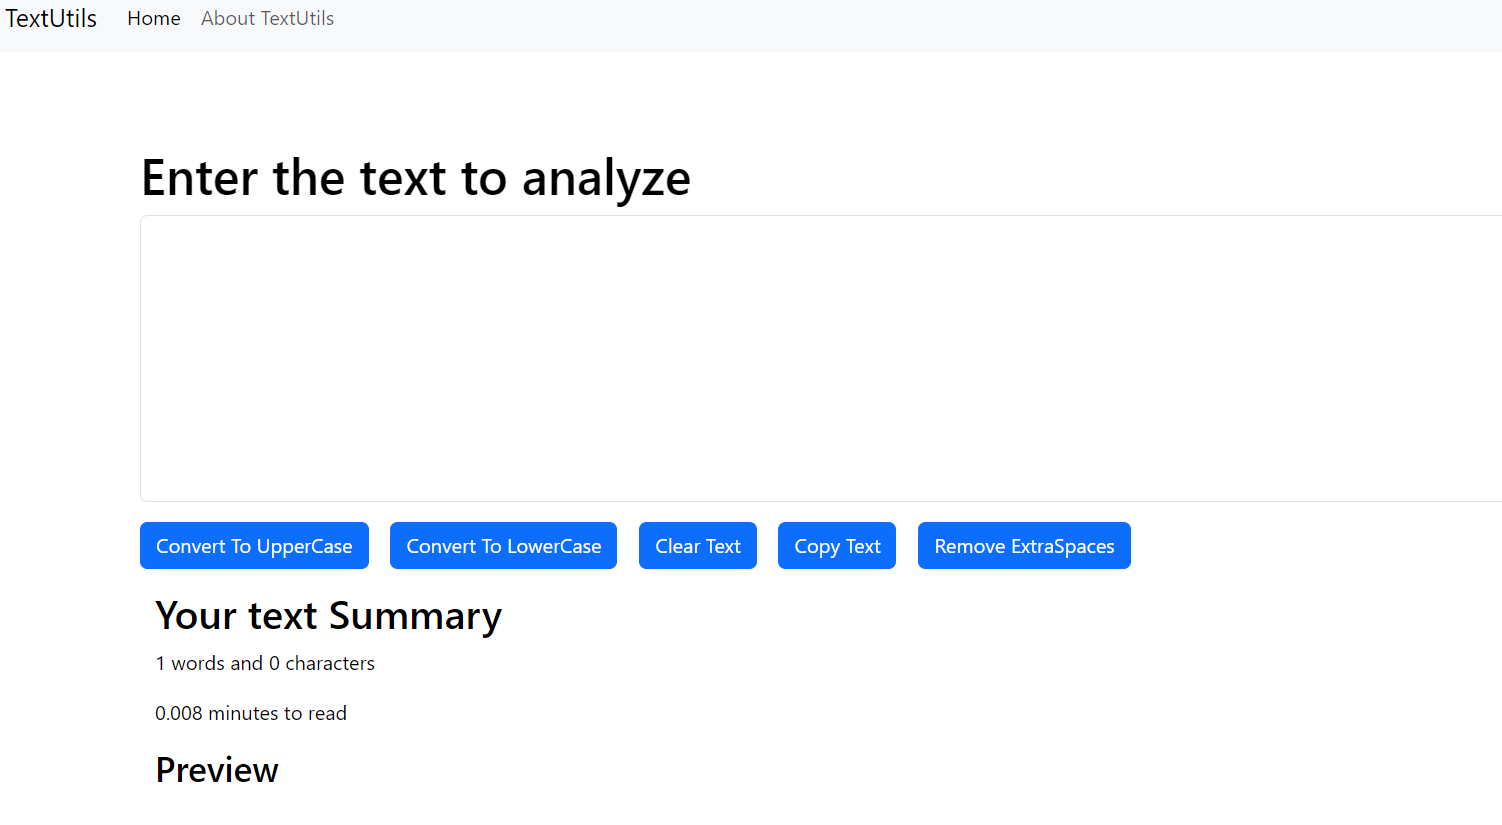 TextUtils Home About TextUtils
Enter the text to analyze
Convert To UpperCase Convert To LowerCase Clear Text Copy Text Remove ExtraSpaces
Your text Summary
1 words and 0 characters
0.008 minutes to read
Preview